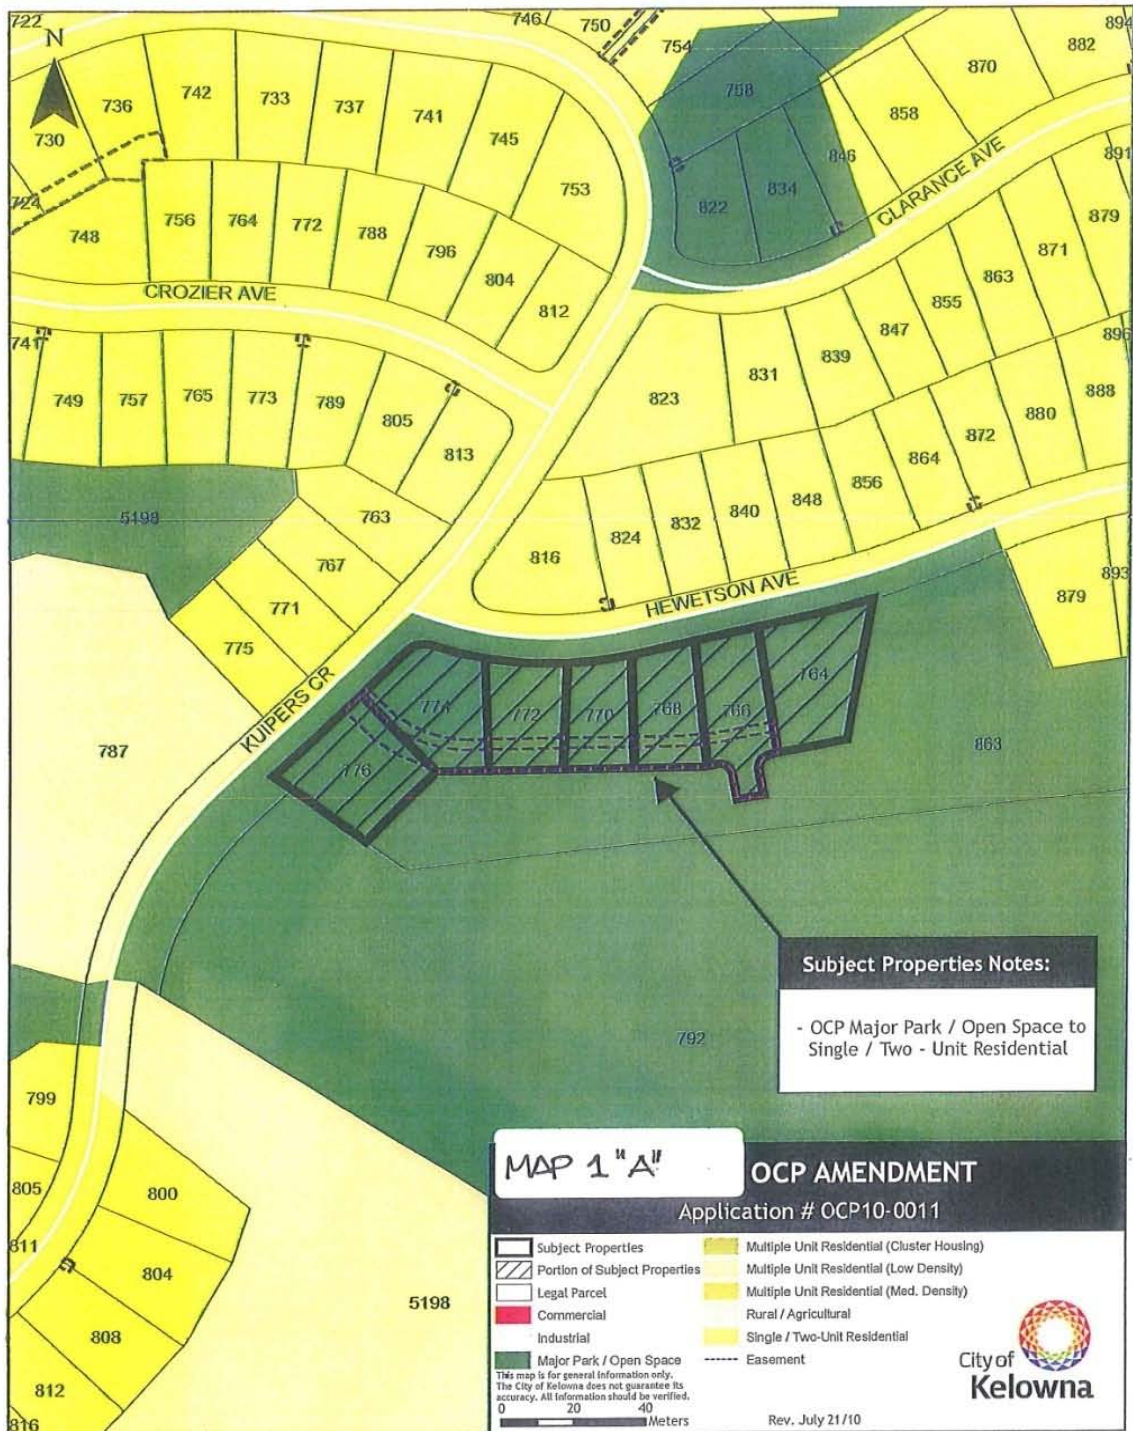 722
746
750
754
894
882
N
736
742
733
737
741
745
753
730
870
858
758
846
891
724
748
756
764
772
788
796
804
812
822
834
CLARANCE AVE
879
871
863
855
847
839
831
823
896
CROZIER AVE
741
749
757
765
773
789
805
813
888
880
872
864
856
848
840
832
824
816
5198
763
767
771
775
HEWETSON AVE
879
893
KUIPERS CR
787
774
772
770
768
766
764
776
863
Subject Properties Notes:
- OCP Major Park / Open Space to
Single / Two - Unit Residential
792
799
805
811
800
804
808
812
816
5198
MAP 1 "A"
OCP AMENDMENT
Application # OCP10-0011
Subject Properties
Portion of Subject Properties
Legal Parcel
Commercial
Industrial
Major Park / Open Space
Multiple Unit Residential (Cluster Housing)
Multiple Unit Residential (Low Density)
Multiple Unit Residential (Med. Density)
Rural / Agricultural
Single / Two-Unit Residential
Easement
This map is for general information only.
The City of Kelowna does not guarantee its
accuracy. All information should be verified.
0 20 40
Meters
Rev. July 21/10
City of
Kelowna